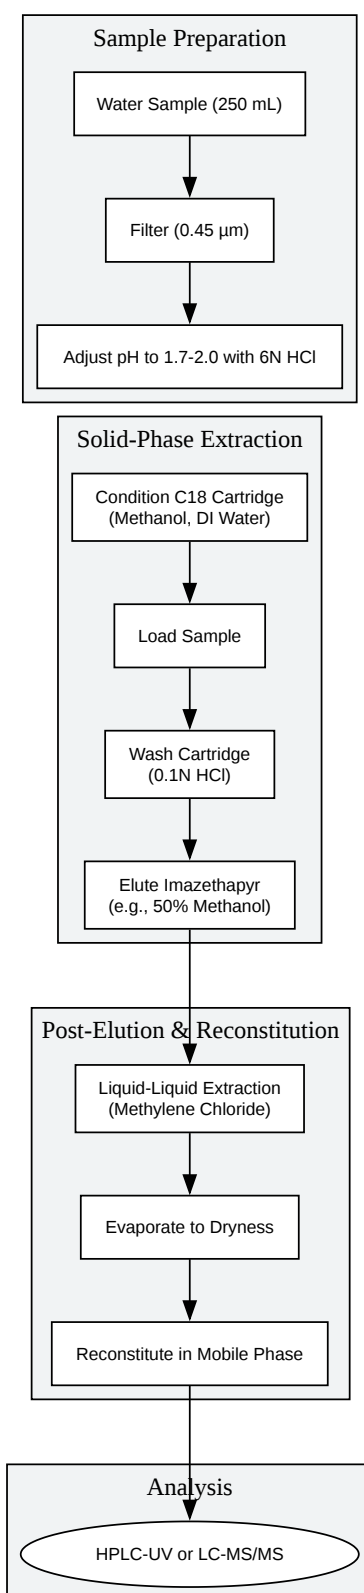 Sample Preparation
Water Sample (250 mL)
Filter (0.45 µm)
Adjust pH to 1.7-2.0 with 6N HCl
Solid-Phase Extraction
Condition C18 Cartridge
(Methanol, DI Water)
Load Sample
Wash Cartridge
(0.1N HCl)
Elute Imazethapyr
(e.g., 50% Methanol)
Post-Elution & Reconstitution
Liquid-Liquid Extraction
(Methylene Chloride)
Evaporate to Dryness
Reconstitute in Mobile Phase
Analysis
HPLC-UV or LC-MS/MS